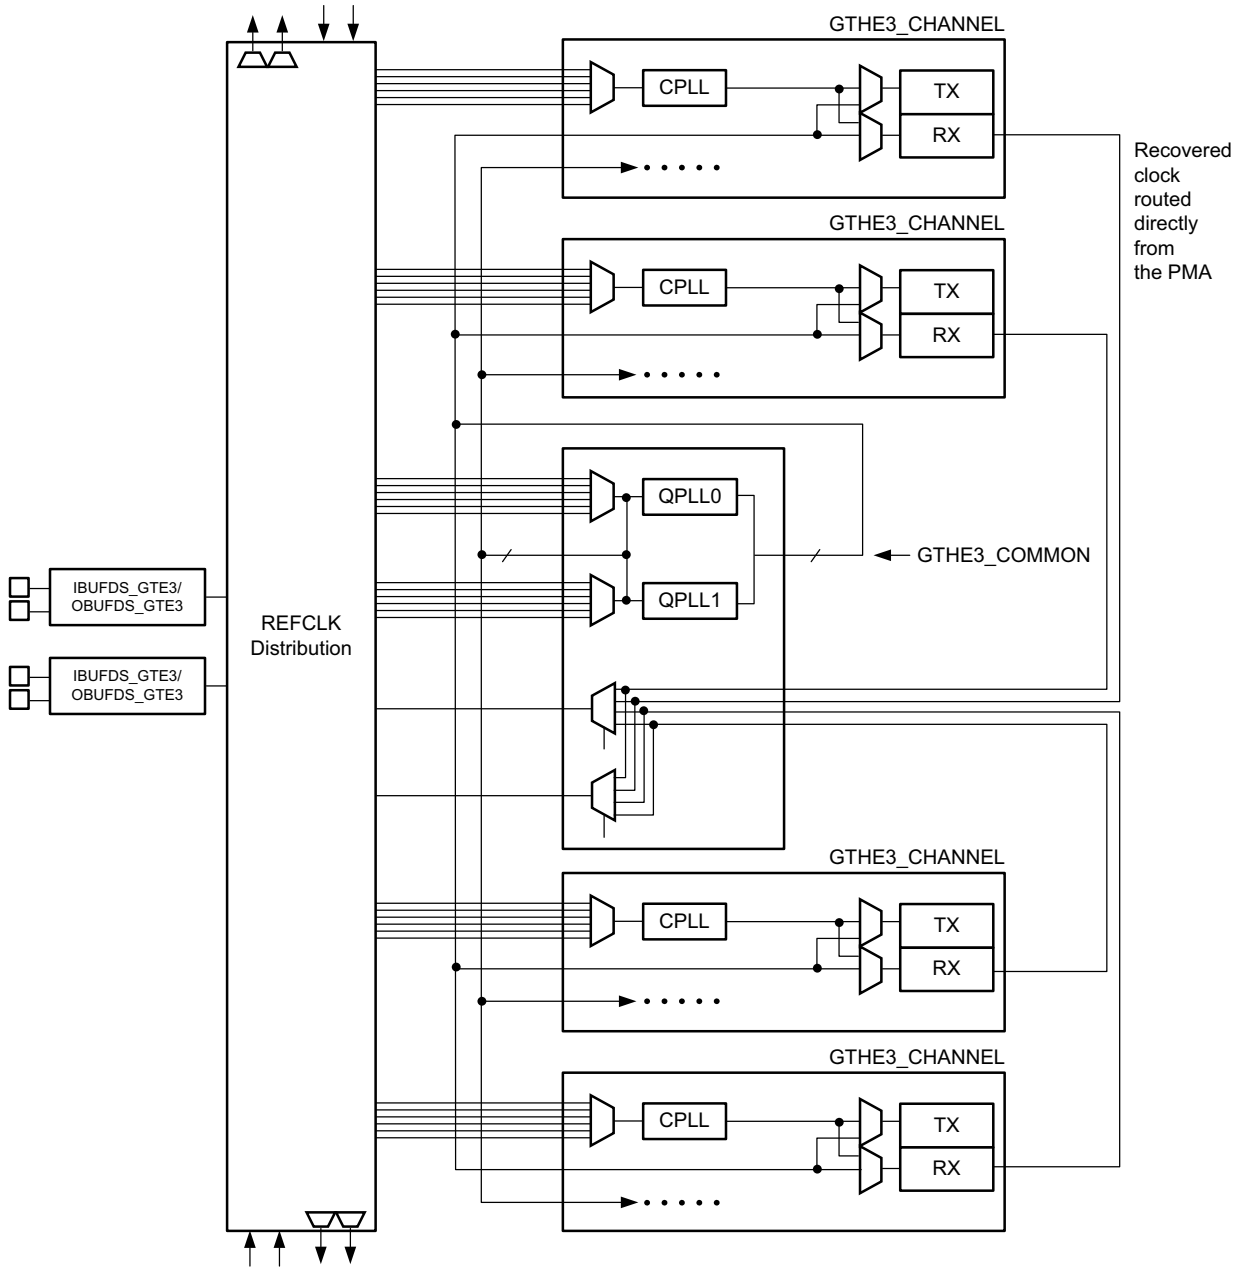 GTHE3_CHANNEL
CPLL
TX
RX
Recovered
clock
routed
directly
from
the PMA
GTHE3_CHANNEL
CPLL
TX
RX
QPLL0
GTHE3_COMMON
QPLL1
IBUFDS_GTE3/
OBUFDS_GTE3
REFCLK
Distribution
IBUFDS_GTE3/
OBUFDS_GTE3
GTHE3_CHANNEL
CPLL
TX
RX
GTHE3_CHANNEL
CPLL
TX
RX